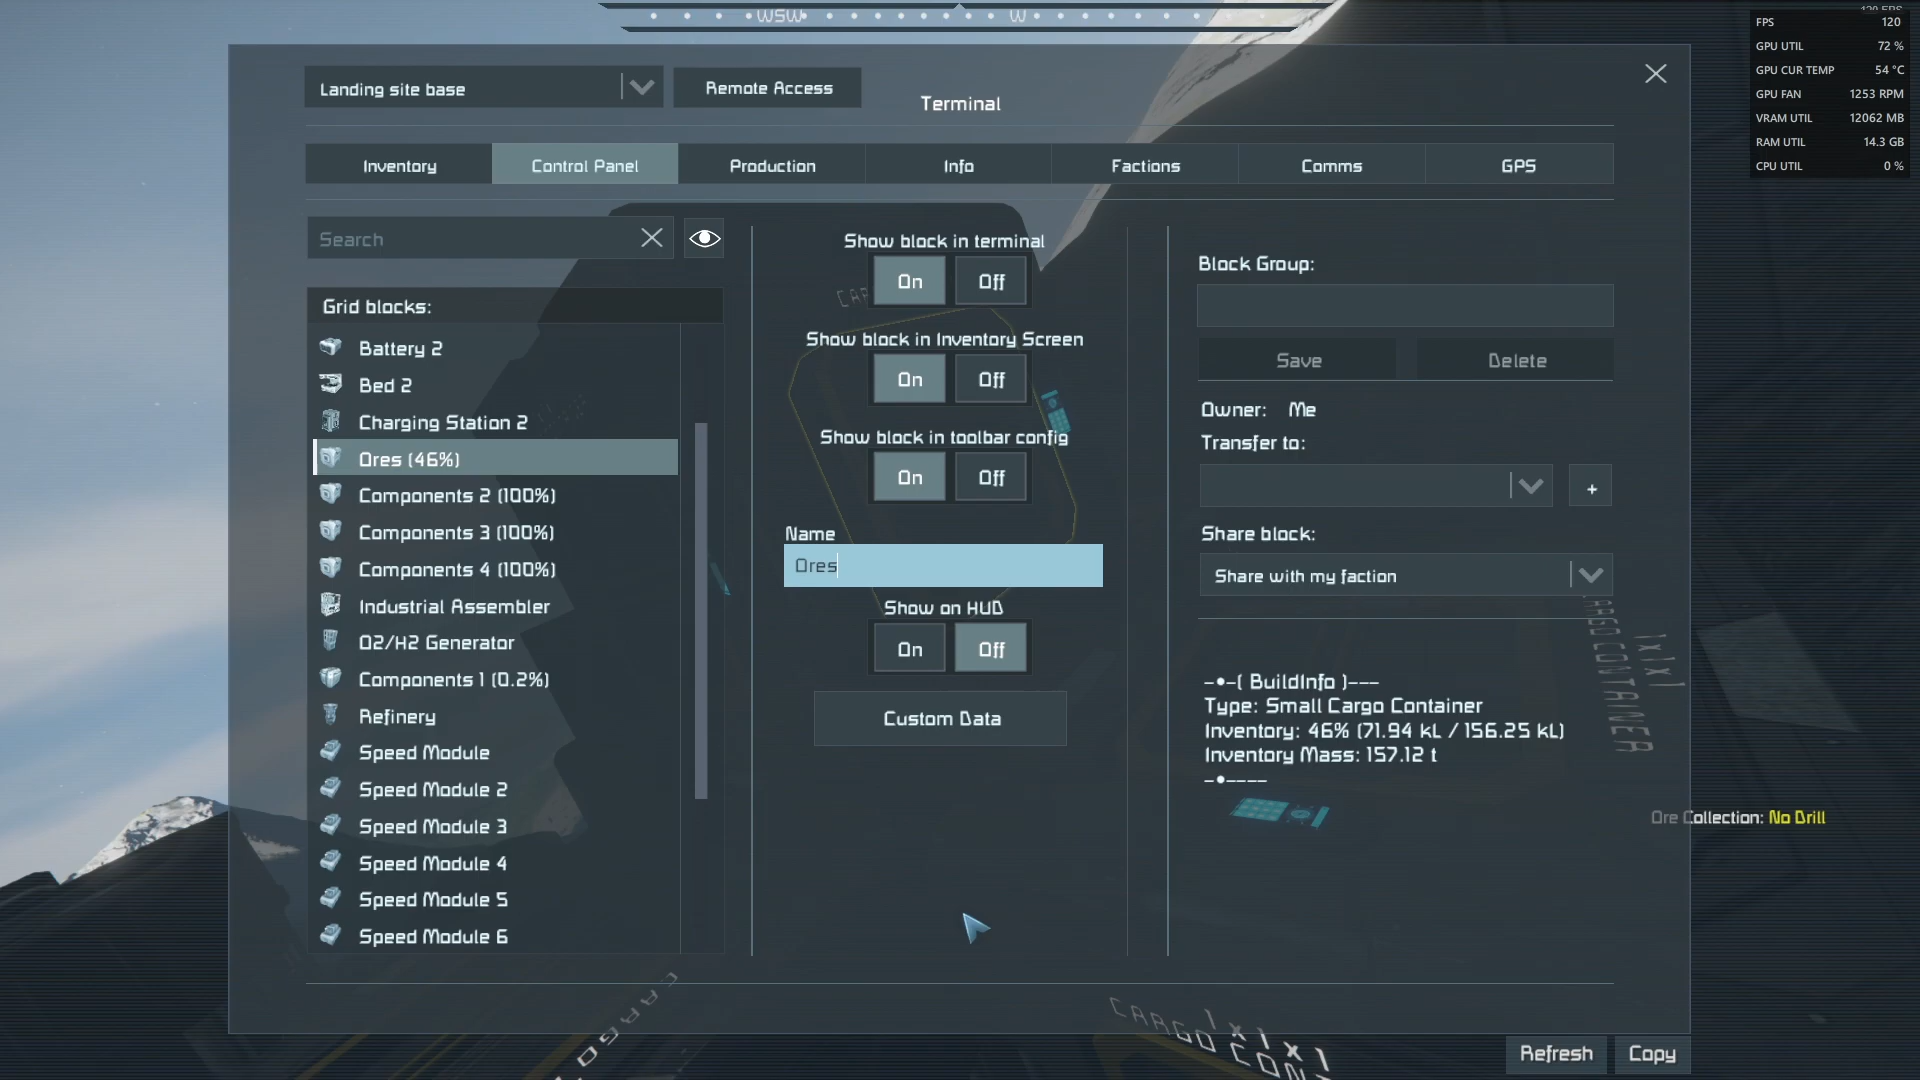 WSW
W
120 FPS
FPS 120
GPU UTIL 72 %
GPU CUR TEMP 54 °C
GPU FAN 1253 RPM
VRAM UTIL 12062 MB
RAM UTIL 14.3 GB
CPU UTIL 0 %
Landing site base
Remote Access
Terminal
Inventory
Control Panel
Production
Info
Factions
Comms
GPS
Search
Grid blocks:
Battery 2
Bed 2
Charging Station 2
Ores (46%)
Components 2 (100%)
Components 3 (100%)
Components 4 (100%)
Industrial Assembler
O2/H2 Generator
Components 1 (0.2%)
Refinery
Speed Module
Speed Module 2
Speed Module 3
Speed Module 4
Speed Module 5
Speed Module 6
Show block in terminal
On Off
Show block in Inventory Screen
On Off
Show block in toolbar config
On Off
Name
Ores
Show on HUD
On Off
Custom Data
Block Group:
Save
Delete
Owner: Me
Transfer to:
+
Share block:
Share with my faction
-•-( BuildInfo )---
Type: Small Cargo Container
Inventory: 46% (71.94 kL / 156.25 kL)
Inventory Mass: 157.12 t
-•----
Ore Collection: No Drill
1x1x1
CARGO CONTAINER
Refresh
Copy